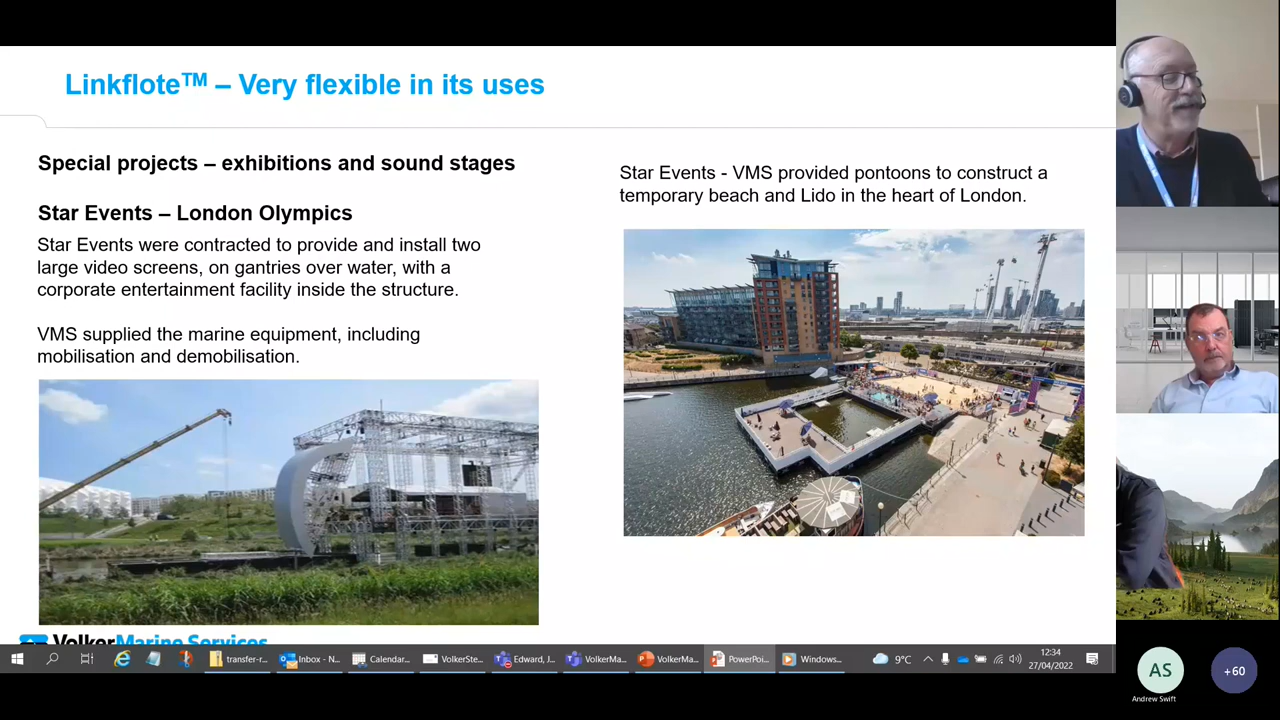 Linkflote™ – Very flexible in its uses
Special projects – exhibitions and sound stages
Star Events – London Olympics
Star Events were contracted to provide and install two
large video screens, on gantries over water, with a
corporate entertainment facility inside the structure.
VMS supplied the marine equipment, including
mobilisation and demobilisation.
Star Events - VMS provided pontoons to construct a
temporary beach and Lido in the heart of London.
VolkerMarine Services
transfer-r...
Inbox - N...
Calendar...
VolkerSte...
Edward, J...
VolkerMa...
VolkerMa...
PowerPoi...
Windows...
9°C
12:34
27/04/2022
AS
Andrew Swift
+60